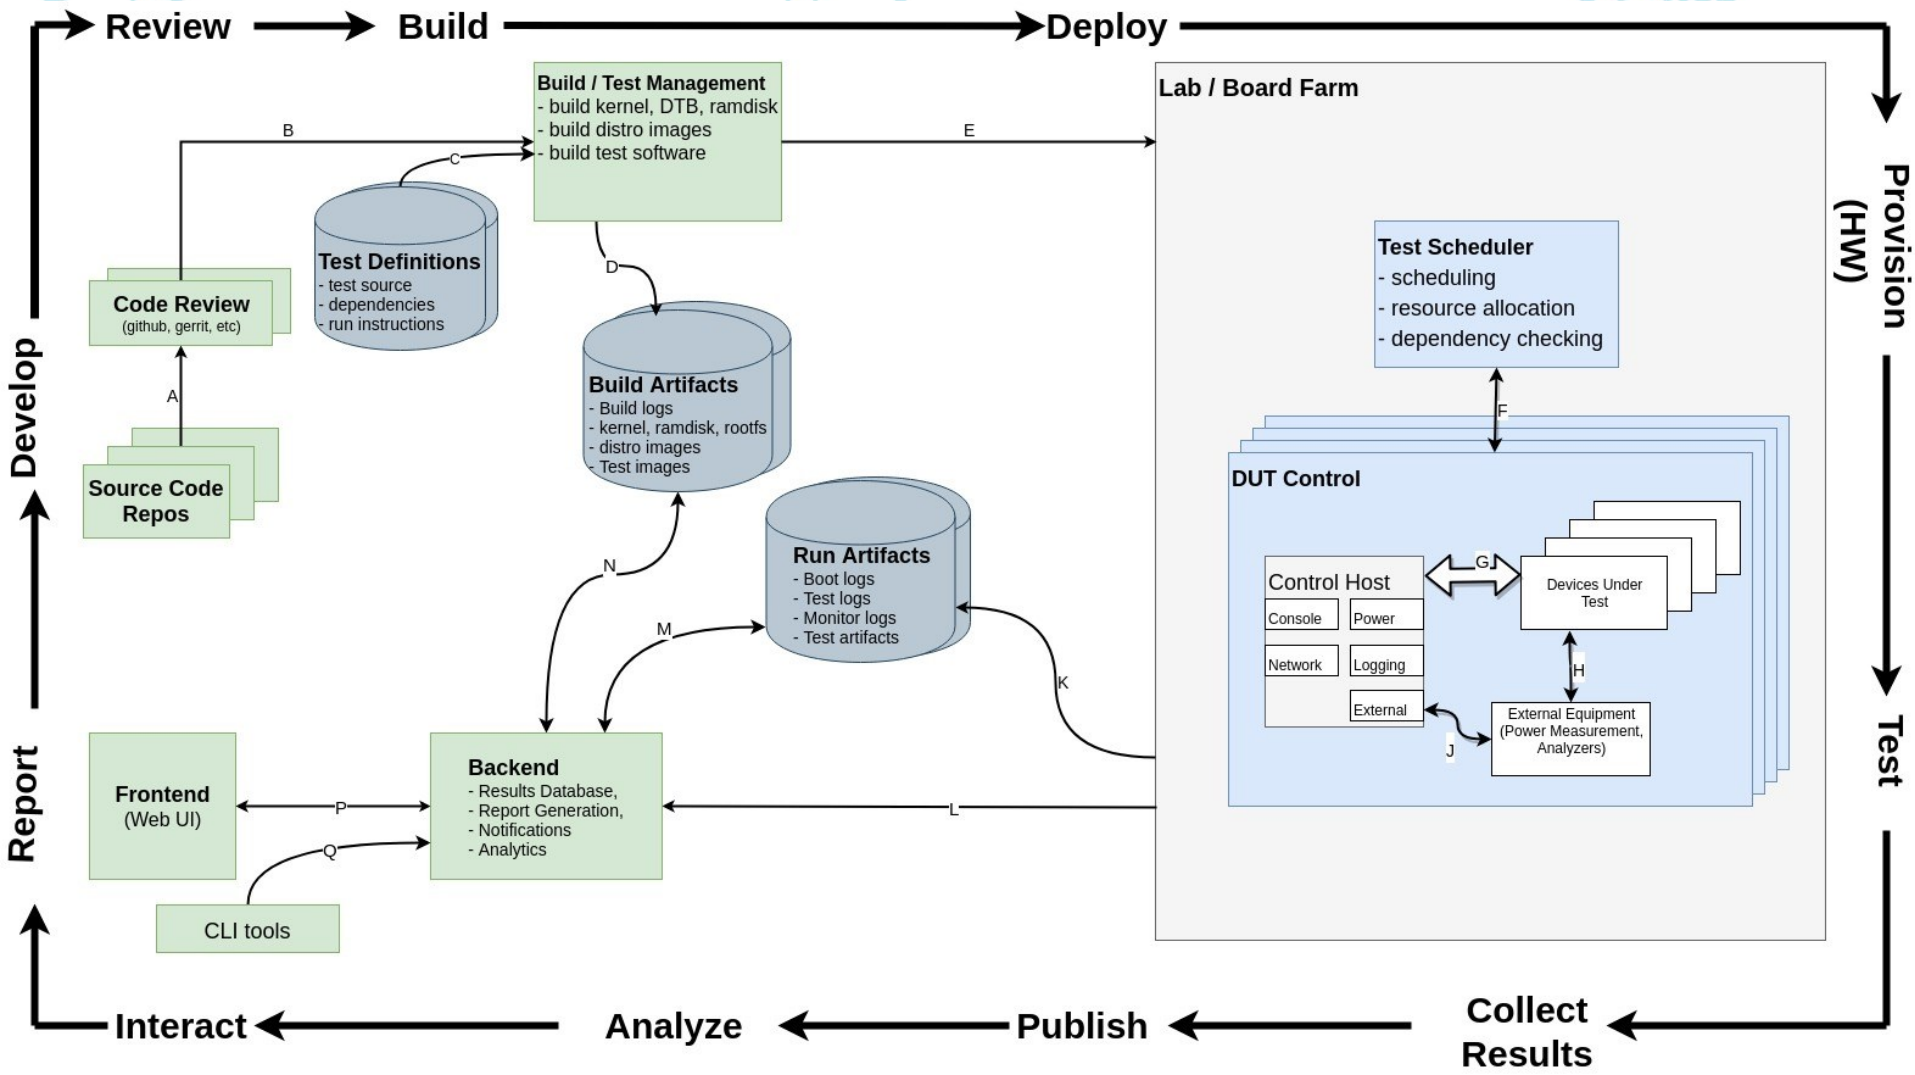 Review
Build
Deploy
Build / Test Management
- build kernel, DTB, ramdisk
- build distro images
- build test software
Lab / Board Farm
B
E
C
Provision
(HW)
Test Definitions
- test source
- dependencies
- run instructions
Code Review
(github, gerrit, etc)
D
Test Scheduler
- scheduling
- resource allocation
- dependency checking
Develop
A
Build Artifacts
- Build logs
- kernel, ramdisk, rootfs
- distro images
- Test images
F
Source Code
Repos
DUT Control
Run Artifacts
- Boot logs
- Test logs
- Monitor logs
- Test artifacts
N
M
K
G
Control Host
Console
Power
Network
Logging
External
Devices Under
Test
H
J
External Equipment
(Power Measurement,
Analyzers)
Report
Test
Frontend
(Web UI)
P
Backend
- Results Database,
- Report Generation,
- Notifications
- Analytics
L
Q
CLI tools
Interact
Analyze
Publish
Collect
Results